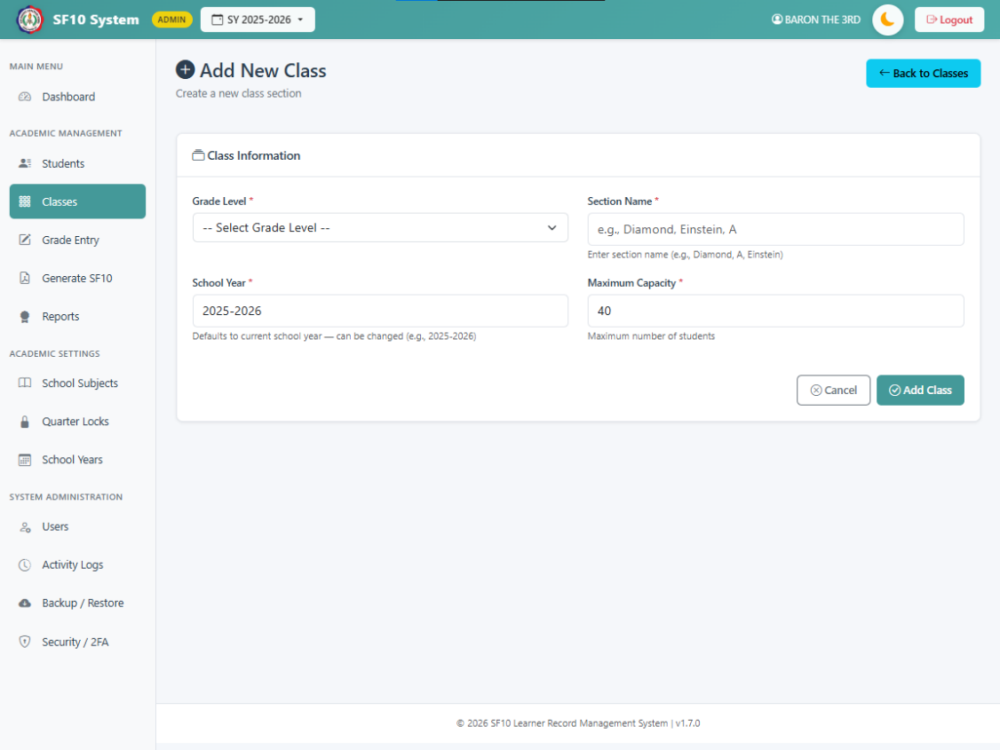 SF10 System
ADMIN
SY 2025-2026
BARON THE 3RD
Logout
MAIN MENU
Dashboard
ACADEMIC MANAGEMENT
Students
Classes
Grade Entry
Generate SF10
Reports
ACADEMIC SETTINGS
School Subjects
Quarter Locks
School Years
SYSTEM ADMINISTRATION
Users
Activity Logs
Backup / Restore
Security / 2FA
Add New Class
Create a new class section
← Back to Classes
Class Information
Grade Level *
-- Select Grade Level --
Section Name *
e.g., Diamond, Einstein, A
Enter section name (e.g., Diamond, A, Einstein)
School Year *
2025-2026
Defaults to current school year — can be changed (e.g., 2025-2026)
Maximum Capacity *
40
Maximum number of students
Cancel
Add Class
© 2026 SF10 Learner Record Management System | v1.7.0